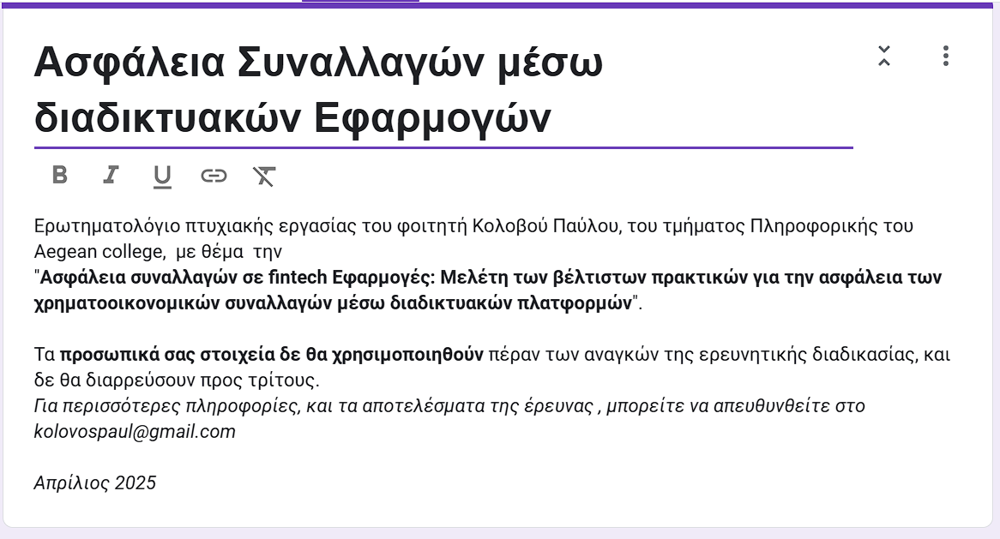 Ασφάλεια Συναλλαγών μέσω
διαδικτυακών Εφαρμογών
B I U
Ερωτηματολόγιο πτυχιακής εργασίας του φοιτητή Κολοβού Παύλου, του τμήματος Πληροφορικής του
Aegean college,  με θέμα  την
"Ασφάλεια συναλλαγών σε fintech Εφαρμογές: Μελέτη των βέλτιστων πρακτικών για την ασφάλεια των
χρηματοοικονομικών συναλλαγών μέσω διαδικτυακών πλατφορμών".
Τα προσωπικά σας στοιχεία δε θα χρησιμοποιηθούν πέραν των αναγκών της ερευνητικής διαδικασίας, και
δε θα διαρρεύσουν προς τρίτους.
Για περισσότερες πληροφορίες, και τα αποτελέσματα της έρευνας , μπορείτε να απευθυνθείτε στο
kolovospaul@gmail.com
Απρίλιος 2025